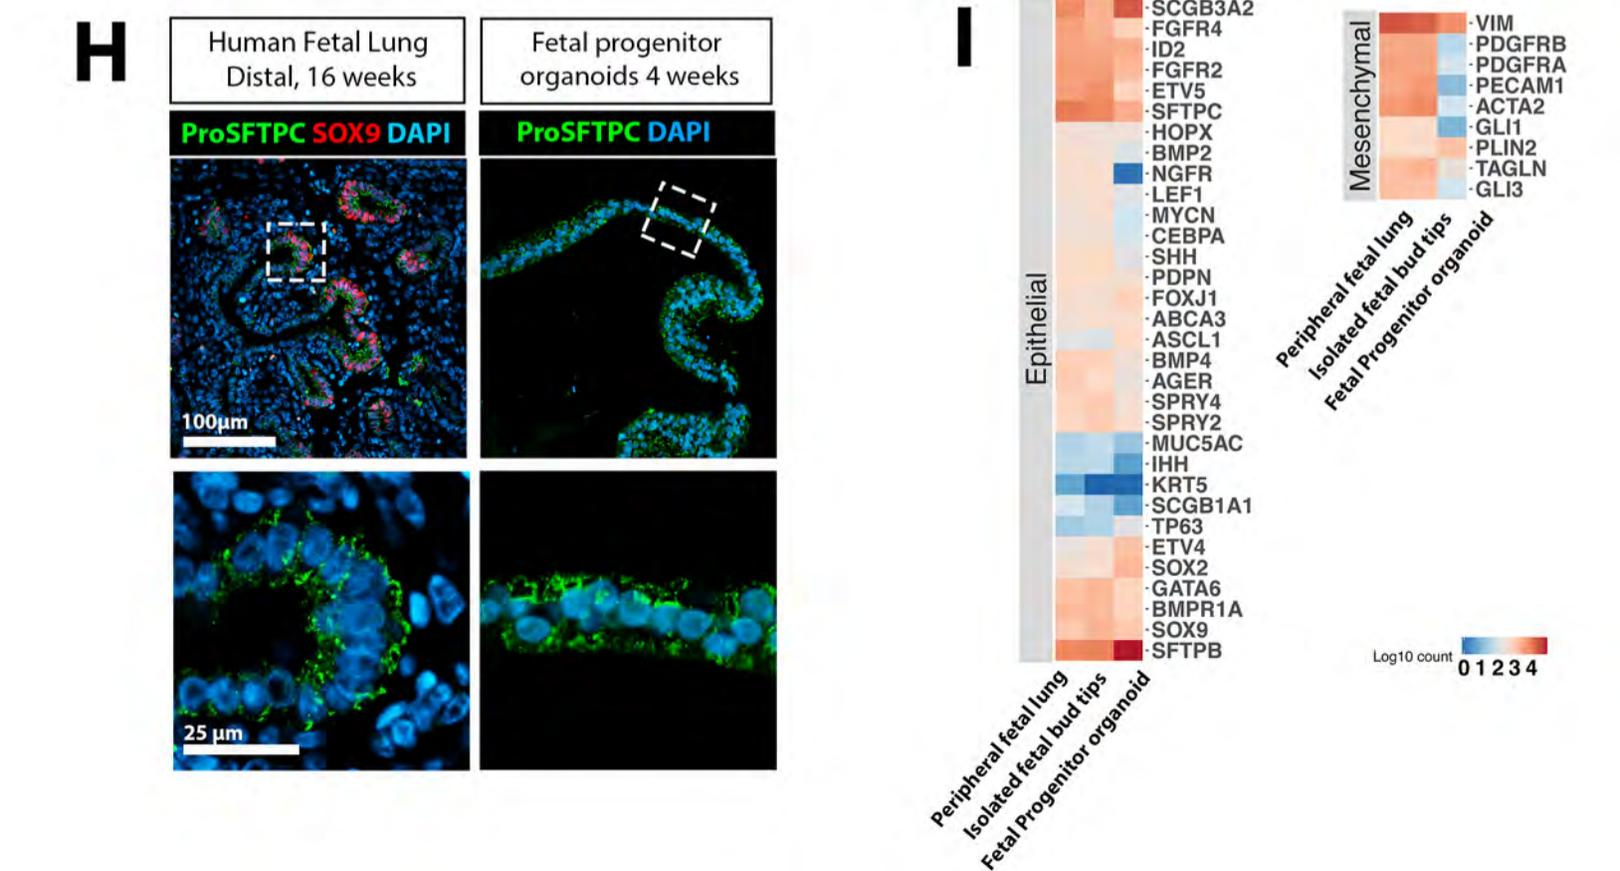 H
Human Fetal Lung
Distal, 16 weeks
Fetal progenitor
organoids 4 weeks
ProSFTPC SOX9 DAPI
ProSFTPC DAPI
100µm
25 µm
I
Epithelial
SCGB3A2
FGFR4
ID2
FGFR2
ETV5
SFTPC
HOPX
BMP2
NGFR
LEF1
MYCN
CEBPA
SHH
PDPN
FOXJ1
ABCA3
ASCL1
BMP4
AGER
SPRY4
SPRY2
MUC5AC
IHH
KRT5
SCGB1A1
TP63
ETV4
SOX2
GATA6
BMPR1A
SOX9
SFTPB
Peripheral fetal lung
Isolated fetal bud tips
Fetal Progenitor organoid
Mesenchymal
VIM
PDGFRB
PDGFRA
PECAM1
ACTA2
GLI1
PLIN2
TAGLN
GLI3
Peripheral fetal lung
Isolated fetal bud tips
Fetal Progenitor organoid
Log10 count
0 1 2 3 4